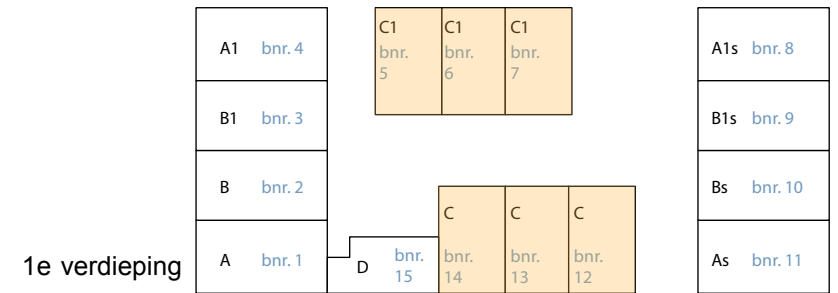 A1 bnr. 4
C1 bnr. 5
C1 bnr. 6
C1 bnr. 7
A1s bnr. 8
B1 bnr. 3
B1s bnr. 9
B bnr. 2
Bs bnr. 10
1e verdieping
A bnr. 1
D bnr. 15
C bnr. 14
C bnr. 13
C bnr. 12
As bnr. 11